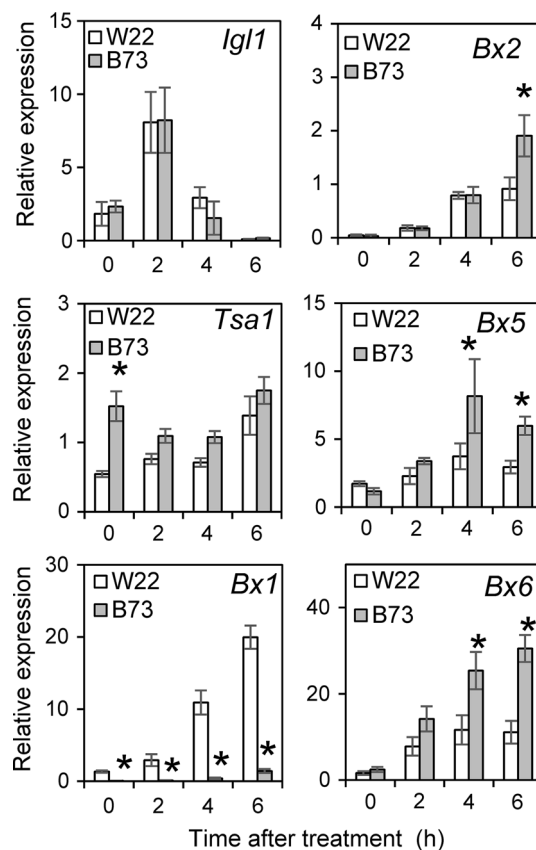 Relative expression
15
10
5
0
W22
B73
Igl1
0 2 4 6
4
3
2
1
0
W22
B73
Bx2
*
0 2 4 6
Relative expression
3
2
1
0
W22
B73
Tsa1
*
0 2 4 6
15
10
5
0
W22
B73
Bx5
* *
0 2 4 6
Relative expression
30
20
10
0
W22
B73
Bx1
* * * *
0 2 4 6
40
20
0
W22
B73
Bx6
* *
0 2 4 6
Time after treatment (h)